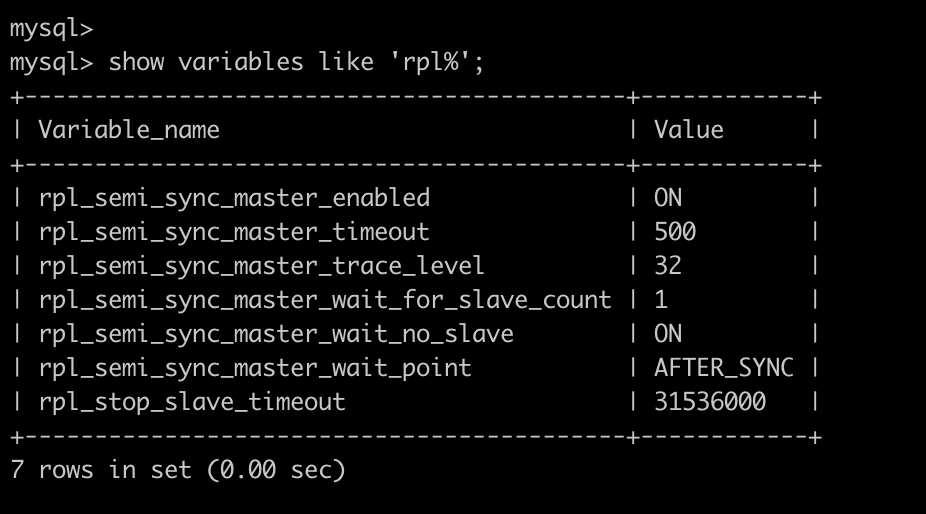 mysql>
mysql> show variables like 'rpl%';
+-------------------------------------------+------------+
| Variable_name                             | Value      |
+-------------------------------------------+------------+
| rpl_semi_sync_master_enabled              | ON         |
| rpl_semi_sync_master_timeout              | 500        |
| rpl_semi_sync_master_trace_level          | 32         |
| rpl_semi_sync_master_wait_for_slave_count | 1          |
| rpl_semi_sync_master_wait_no_slave        | ON         |
| rpl_semi_sync_master_wait_point           | AFTER_SYNC |
| rpl_stop_slave_timeout                    | 31536000   |
+-------------------------------------------+------------+
7 rows in set (0.00 sec)